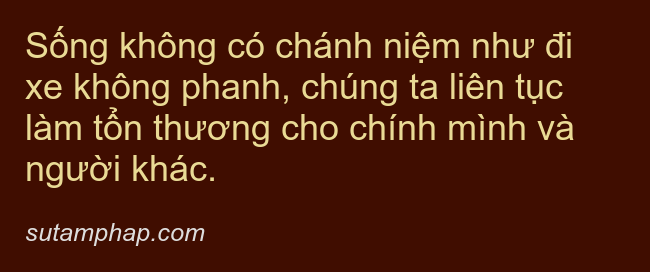 Sống không có chánh niệm như đi
xe không phanh, chúng ta liên tục
làm tổn thương cho chính mình và
người khác.
sutamphap.com